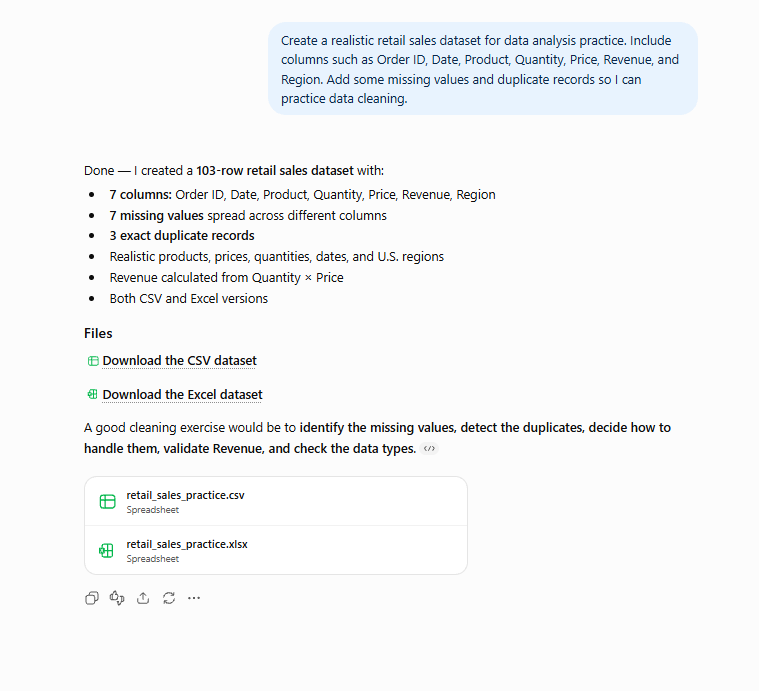 Create a realistic retail sales dataset for data analysis practice. Include
columns such as Order ID, Date, Product, Quantity, Price, Revenue, and
Region. Add some missing values and duplicate records so I can
practice data cleaning.
Done — I created a 103-row retail sales dataset with:
• 7 columns: Order ID, Date, Product, Quantity, Price, Revenue, Region
• 7 missing values spread across different columns
• 3 exact duplicate records
• Realistic products, prices, quantities, dates, and U.S. regions
• Revenue calculated from Quantity × Price
• Both CSV and Excel versions
Files
Download the CSV dataset
Download the Excel dataset
A good cleaning exercise would be to identify the missing values, detect the duplicates, decide how to
handle them, validate Revenue, and check the data types.
retail_sales_practice.csv
Spreadsheet
retail_sales_practice.xlsx
Spreadsheet